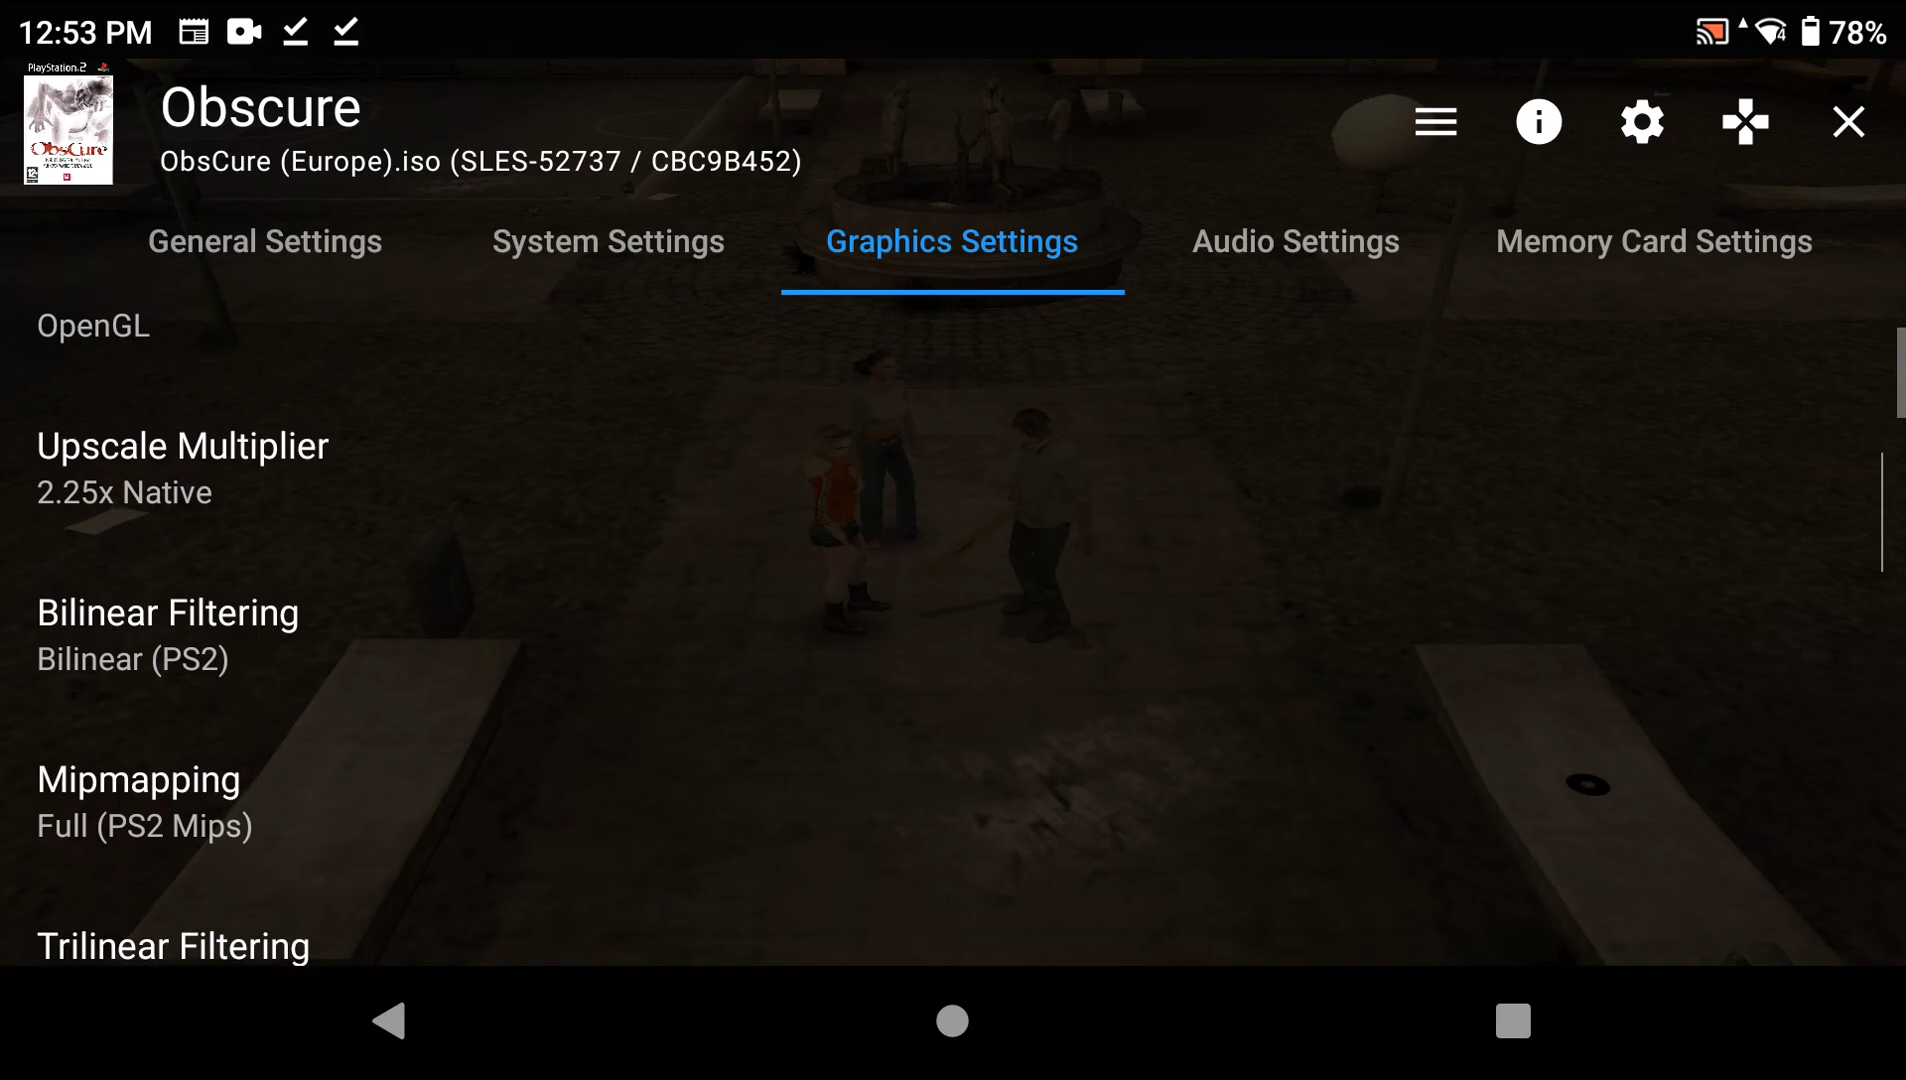 12:53 PM
4
78%
PlayStation.2
ObsCure
12+
Obscure
ObsCure (Europe).iso (SLES-52737 / CBC9B452)
General Settings
System Settings
Graphics Settings
Audio Settings
Memory Card Settings
OpenGL
Upscale Multiplier
2.25x Native
Bilinear Filtering
Bilinear (PS2)
Mipmapping
Full (PS2 Mips)
Trilinear Filtering